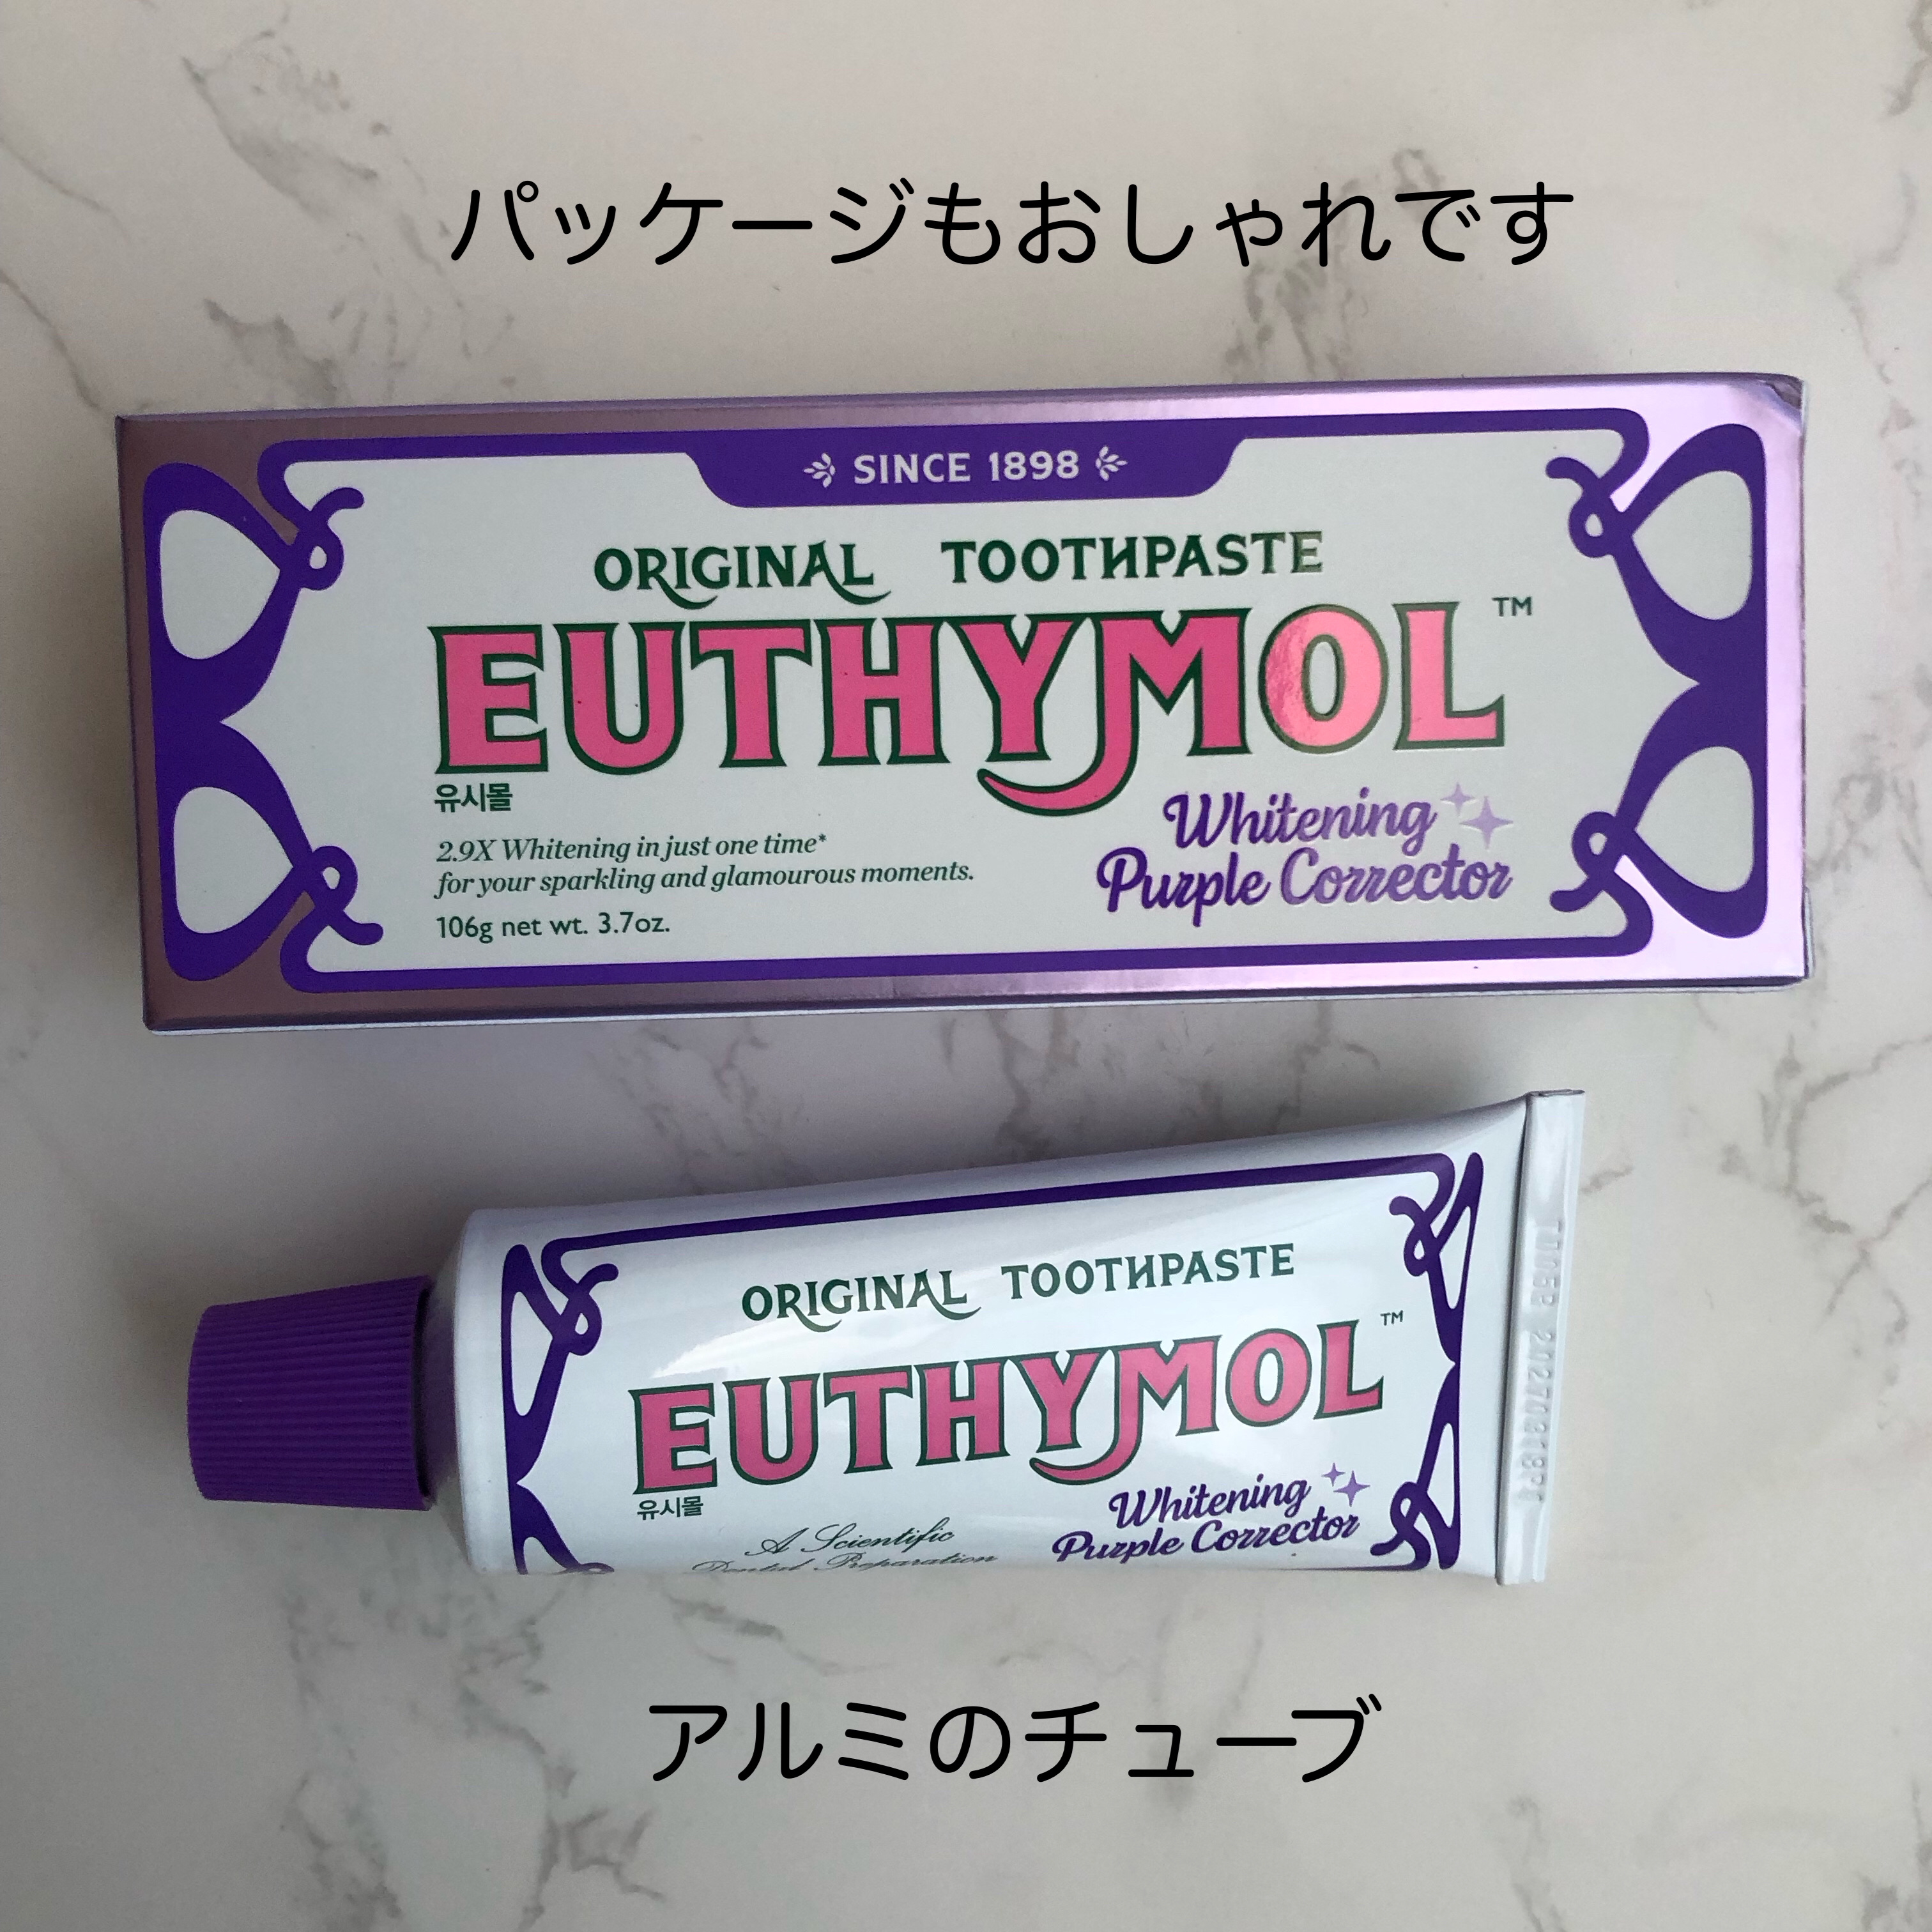 パッケージもおしゃれです
SINCE 1898
ORIGINAL TOOTHPASTE
EUTHYMOL™
유시몰
Whitening
Purple Corrector
2.9X Whitening in just one time*
for your sparkling and glamourous moments.
106g net wt. 3.7oz.
ORIGINAL TOOTHPASTE
EUTHYMOL™
유시몰
Whitening
Purple Corrector
A Scientific
Dental Preparation
アルミのチューブ